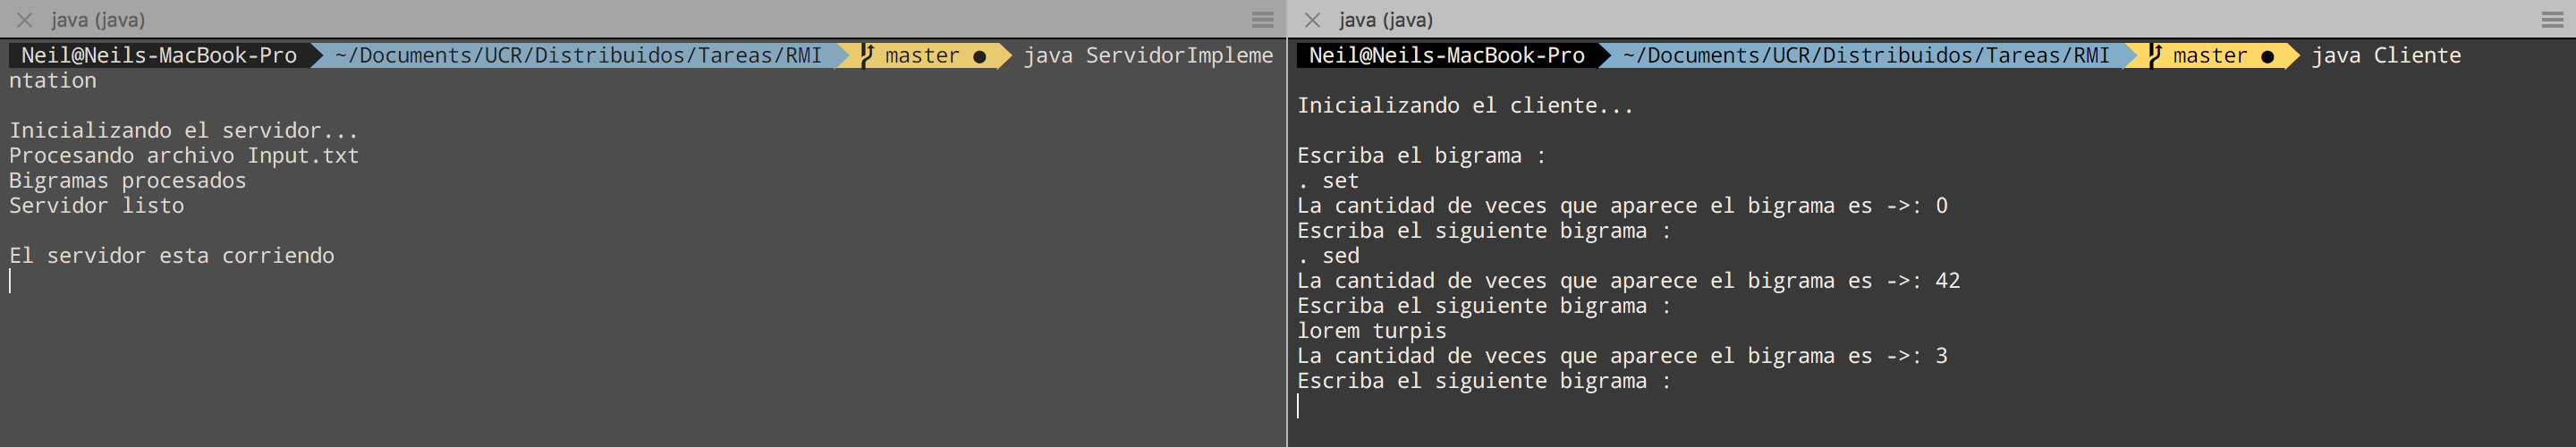 java (java)
Neil@Neils-MacBook-Pro ~/Documents/UCR/Distribuidos/Tareas/RMI master ● java ServidorImpleme
ntation
Inicializando el servidor...
Procesando archivo Input.txt
Bigramas procesados
Servidor listo
El servidor esta corriendo
java (java)
Neil@Neils-MacBook-Pro ~/Documents/UCR/Distribuidos/Tareas/RMI master ● java Cliente
Inicializando el cliente...
Escriba el bigrama :
. set
La cantidad de veces que aparece el bigrama es ->: 0
Escriba el siguiente bigrama :
. sed
La cantidad de veces que aparece el bigrama es ->: 42
Escriba el siguiente bigrama :
lorem turpis
La cantidad de veces que aparece el bigrama es ->: 3
Escriba el siguiente bigrama :